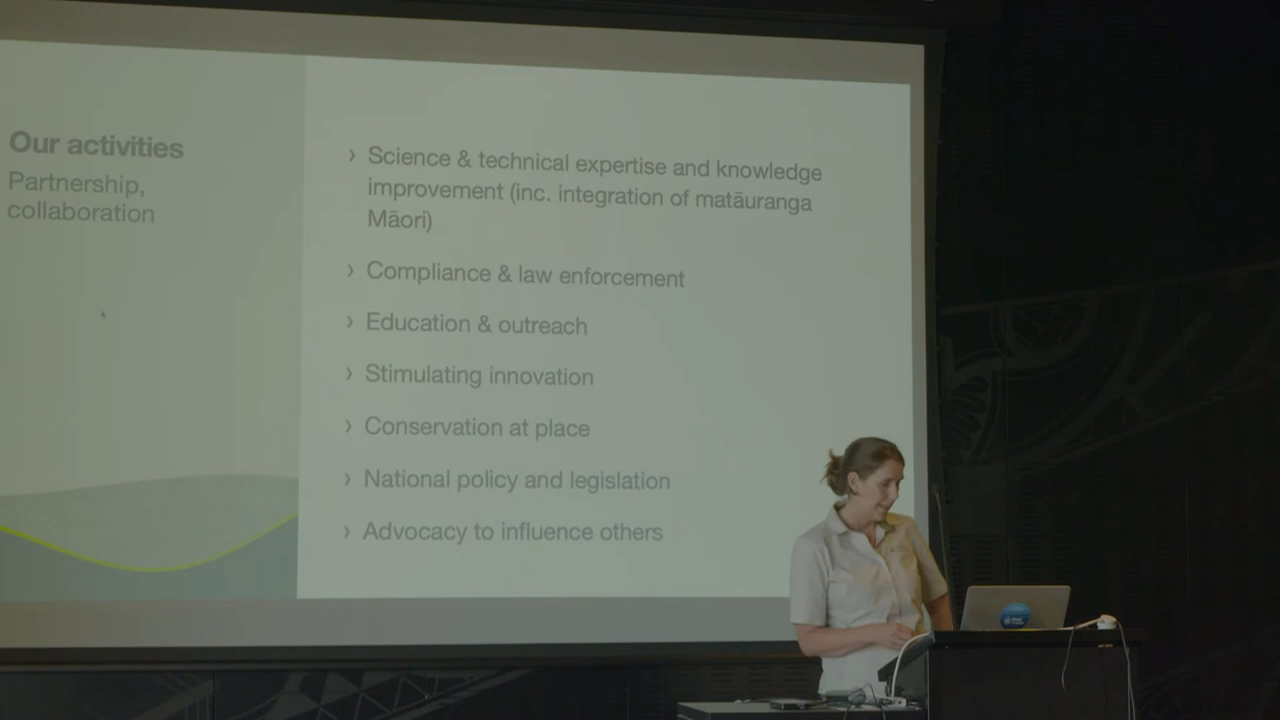 Our activities
Partnership,
collaboration
› Science & technical expertise and knowledge
improvement (inc. integration of matāuranga
Māori)
› Compliance & law enforcement
› Education & outreach
› Stimulating innovation
› Conservation at place
› National policy and legislation
› Advocacy to influence others